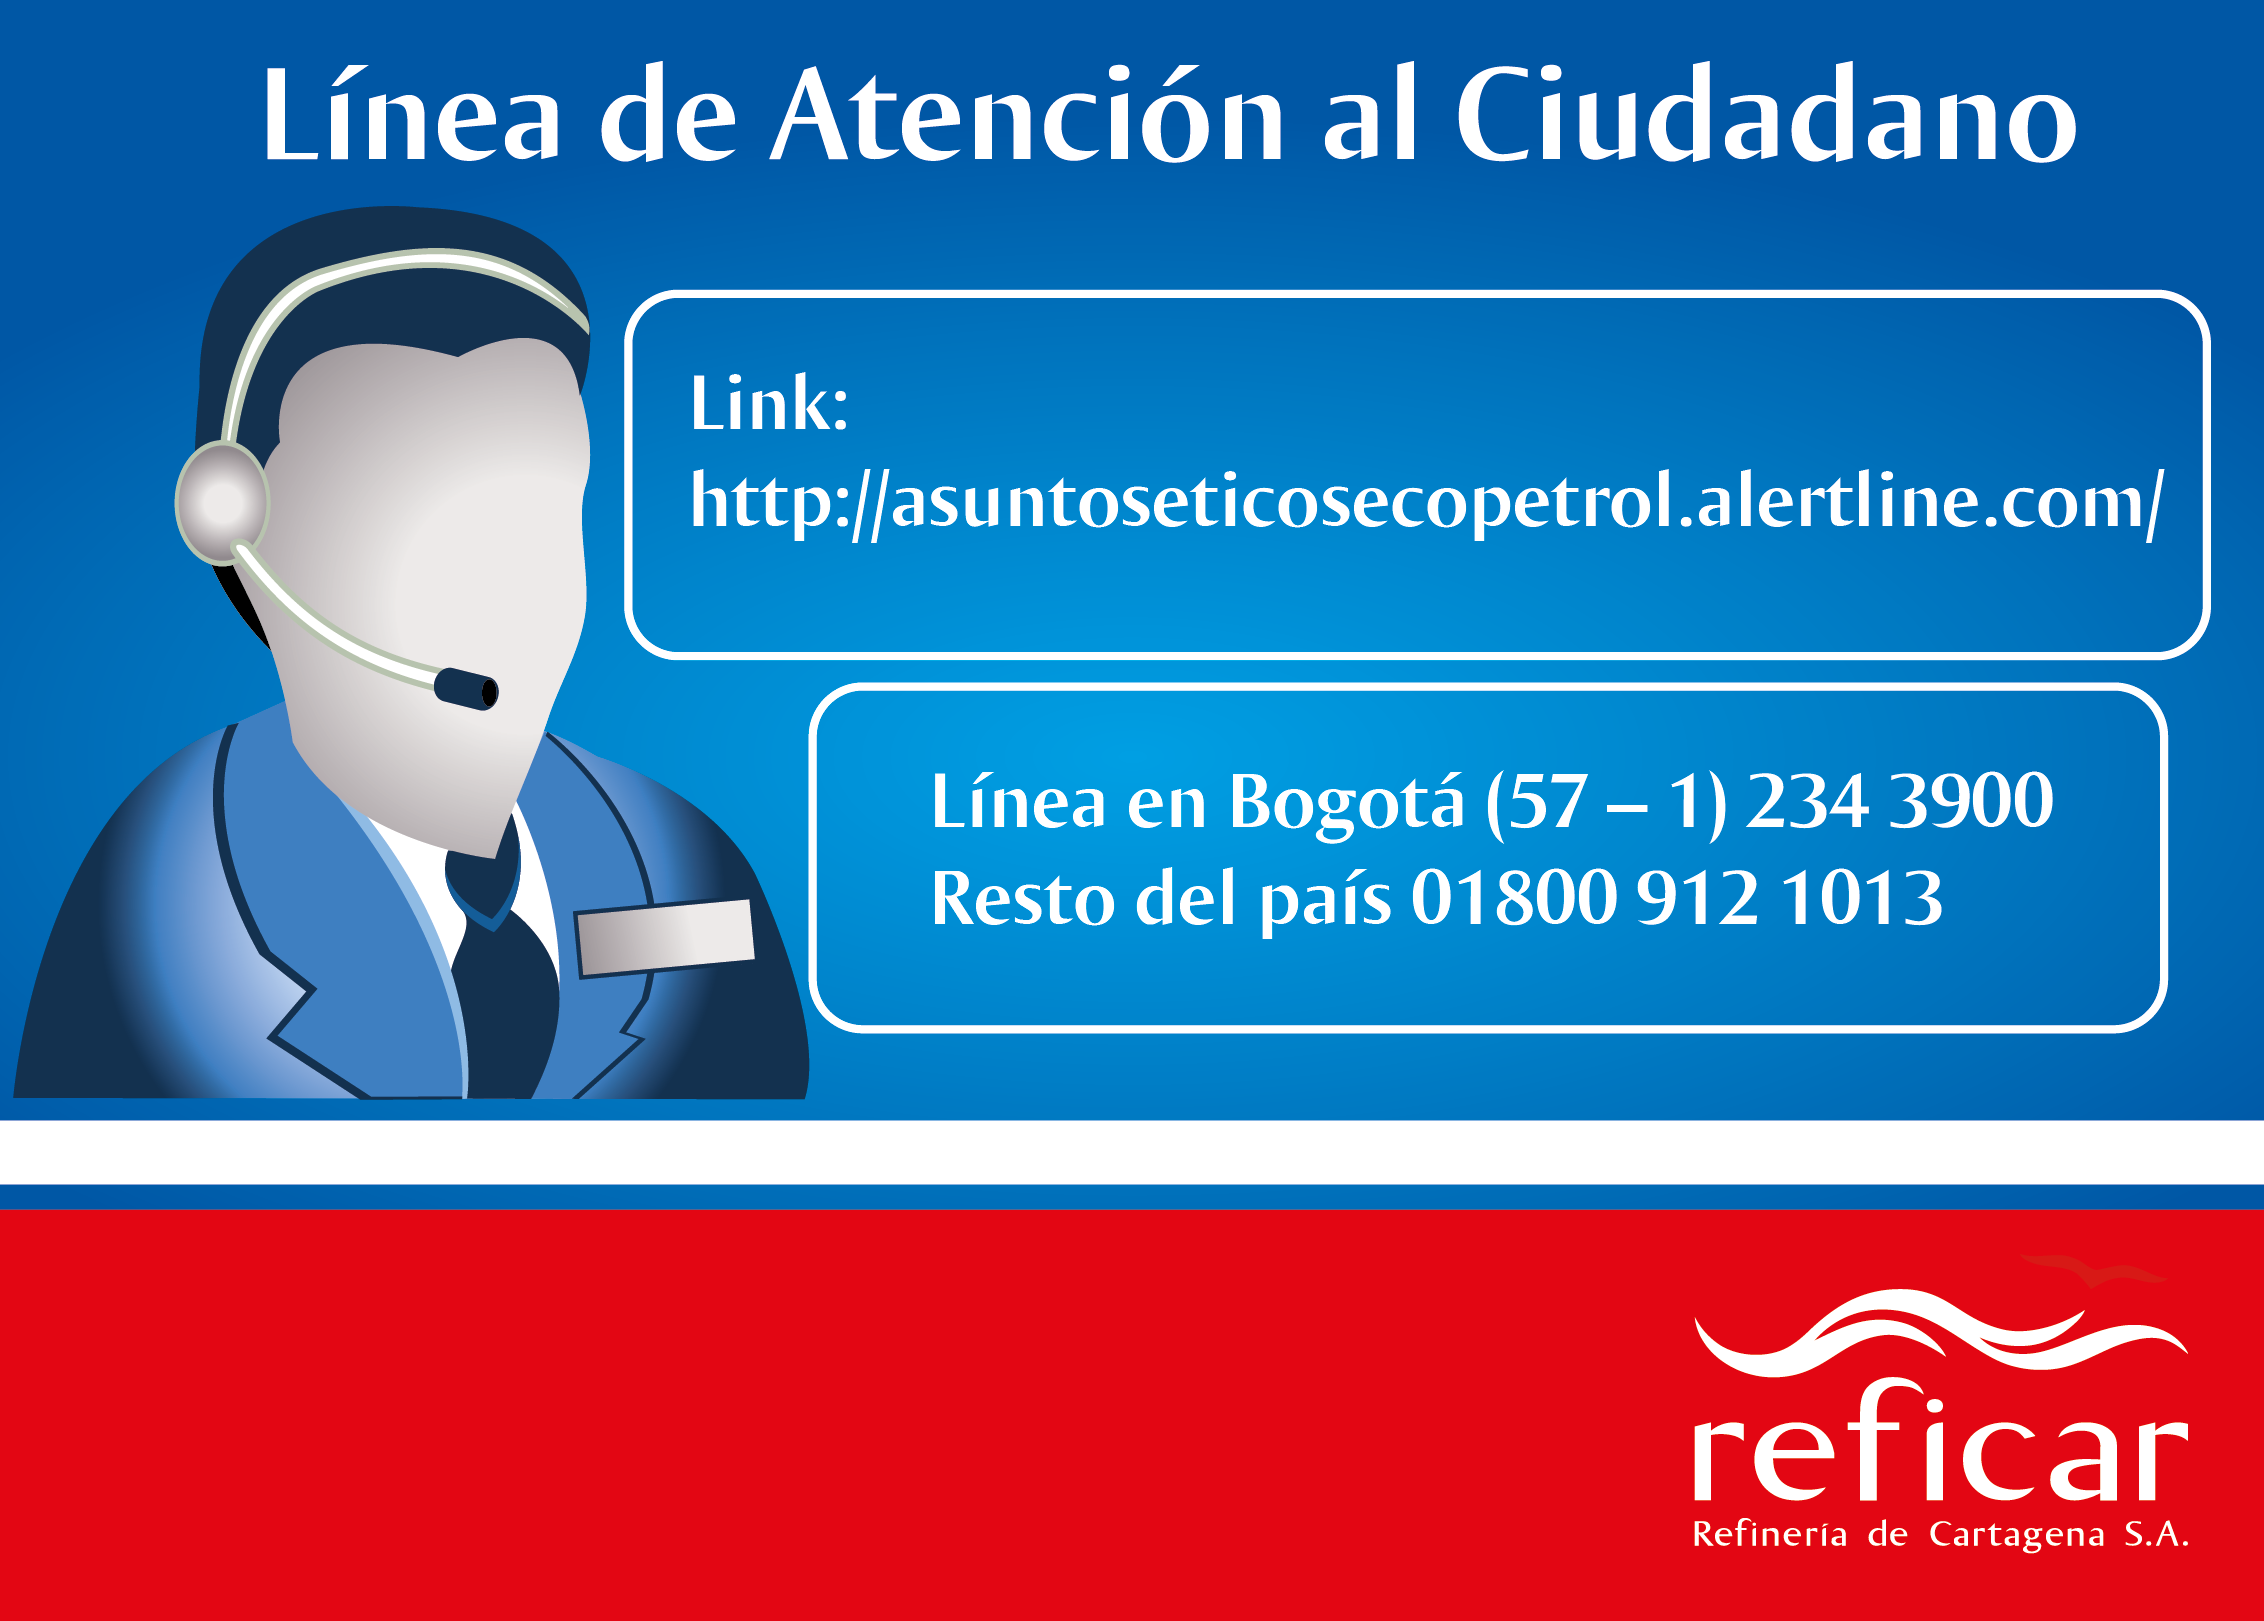 Línea de Atención al Ciudadano
Link:
http://asuntoseticosecopetrol.alertline.com/
Línea en Bogotá (57 – 1) 234 3900
Resto del país 01800 912 1013
reficar
Refinería de Cartagena S.A.